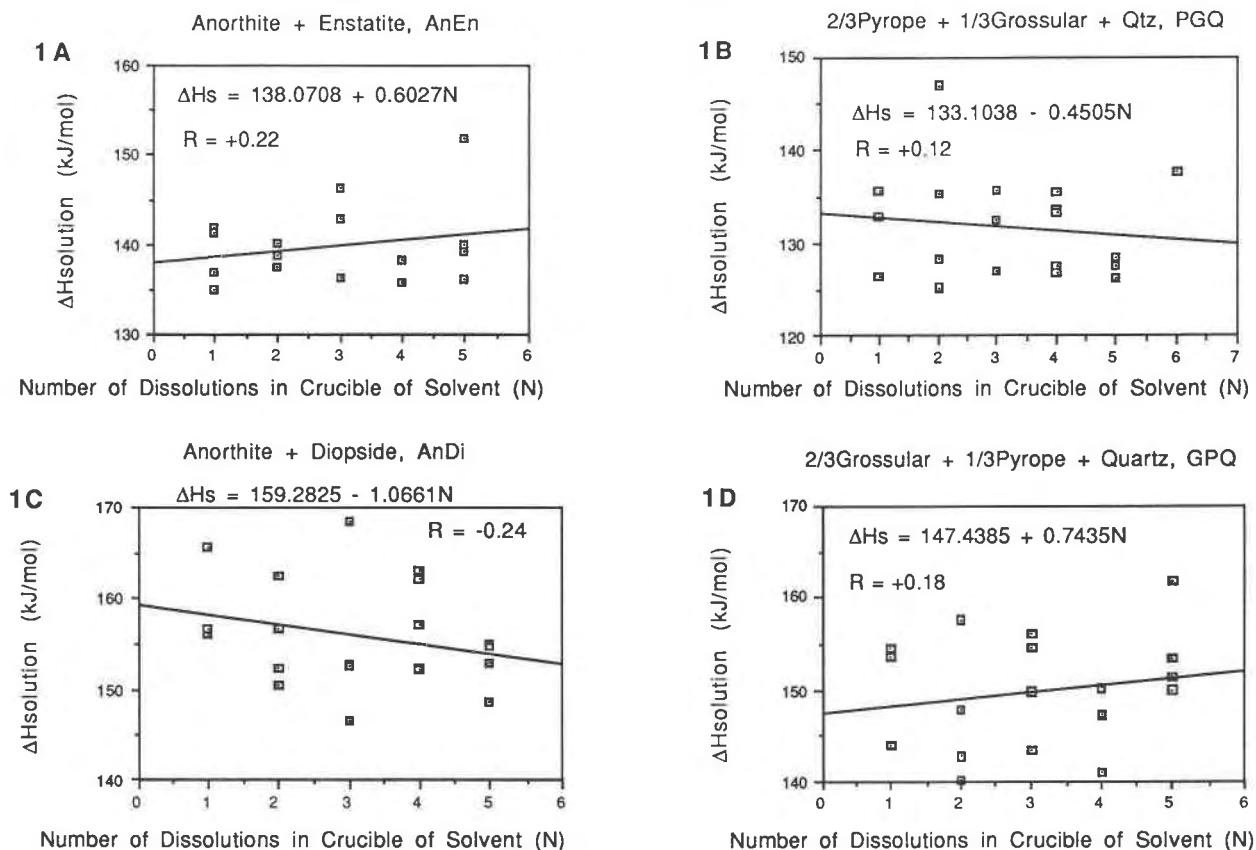 Anorthite + Enstatite, AnEn
1A
ΔHs = 138.0708 + 0.6027N
R = +0.22
160
150
140
130
0 1 2 3 4 5 6
ΔHsolution (kJ/mol)
Number of Dissolutions in Crucible of Solvent (N)
2/3Pyrope + 1/3Grossular + Qtz, PGQ
1B
ΔHs = 133.1038 - 0.4505N
R = +0.12
150
140
130
120
0 1 2 3 4 5 6 7
ΔHsolution (kJ/mol)
Number of Dissolutions in Crucible of Solvent (N)
Anorthite + Diopside, AnDi
1C
ΔHs = 159.2825 - 1.0661N
R = -0.24
170
160
150
140
0 1 2 3 4 5 6
ΔHsolution (kJ/mol)
Number of Dissolutions in Crucible of Solvent (N)
2/3Grossular + 1/3Pyrope + Quartz, GPQ
1D
ΔHs = 147.4385 + 0.7435N
R = +0.18
170
160
150
140
0 1 2 3 4 5 6
ΔHsolution (kJ/mol)
Number of Dissolutions in Crucible of Solvent (N)